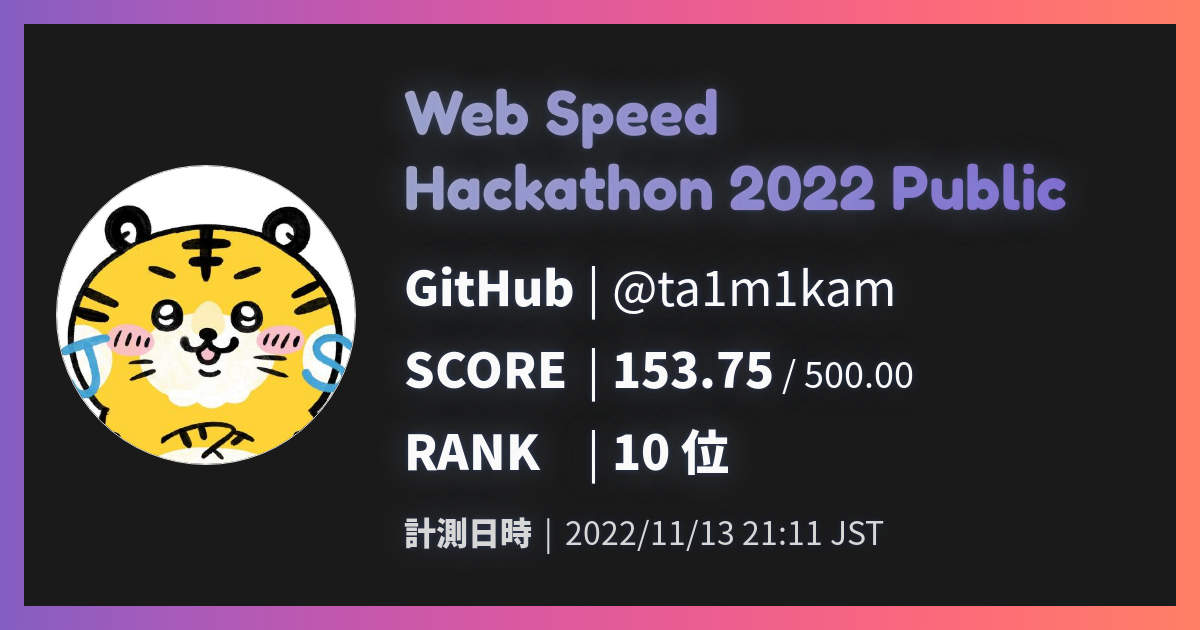 Web Speed
Hackathon 2022 Public
GitHub | @ta1m1kam
SCORE | 153.75 / 500.00
RANK | 10 位
計測日時 | 2022/11/13 21:11 JST
J S